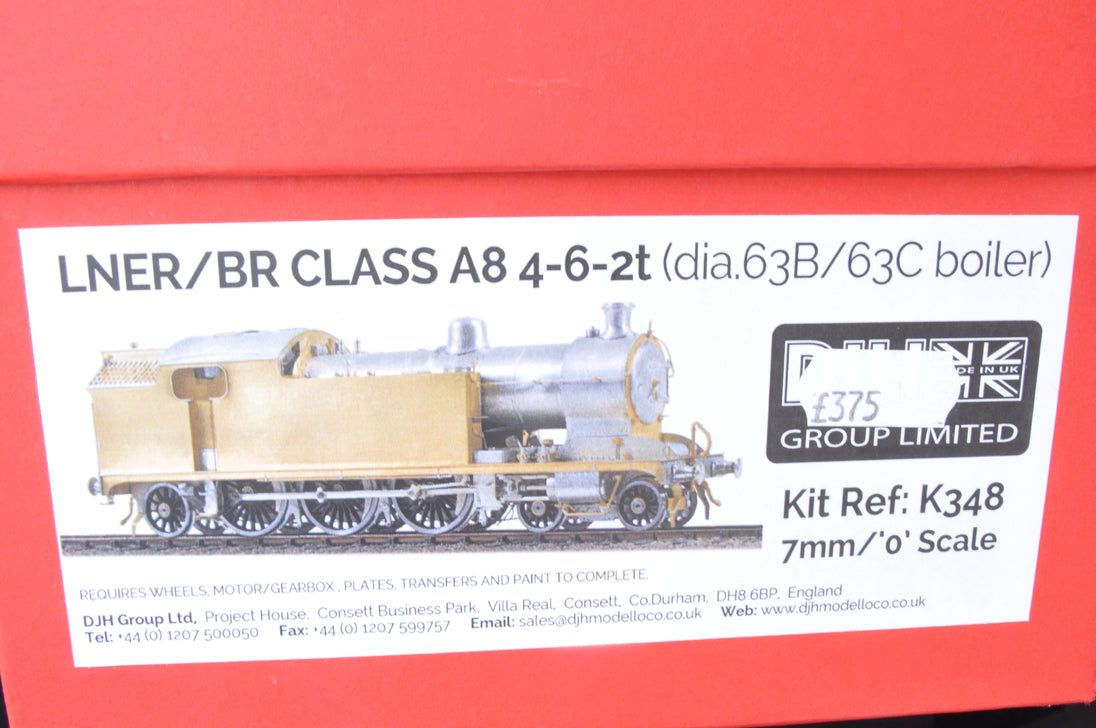 LNER/BR CLASS A8 4-6-2t (dia.63B/63C boiler)
IN UK
£375
GROUP LIMITED
Kit Ref: K348
7mm/'0' Scale
REQUIRES WHEELS, MOTOR/GEARBOX , PLATES, TRANSFERS AND PAINT TO COMPLETE.
DJH Group Ltd, Project House, Consett Business Park, Villa Real, Consett, Co.Durham, DH8 6BP, England
Tel: +44 (0) 1207 500050 Fax: +44 (0) 1207 599757 Email: sales@djhmodelloco.co.uk Web: www.djhmodelloco.co.uk